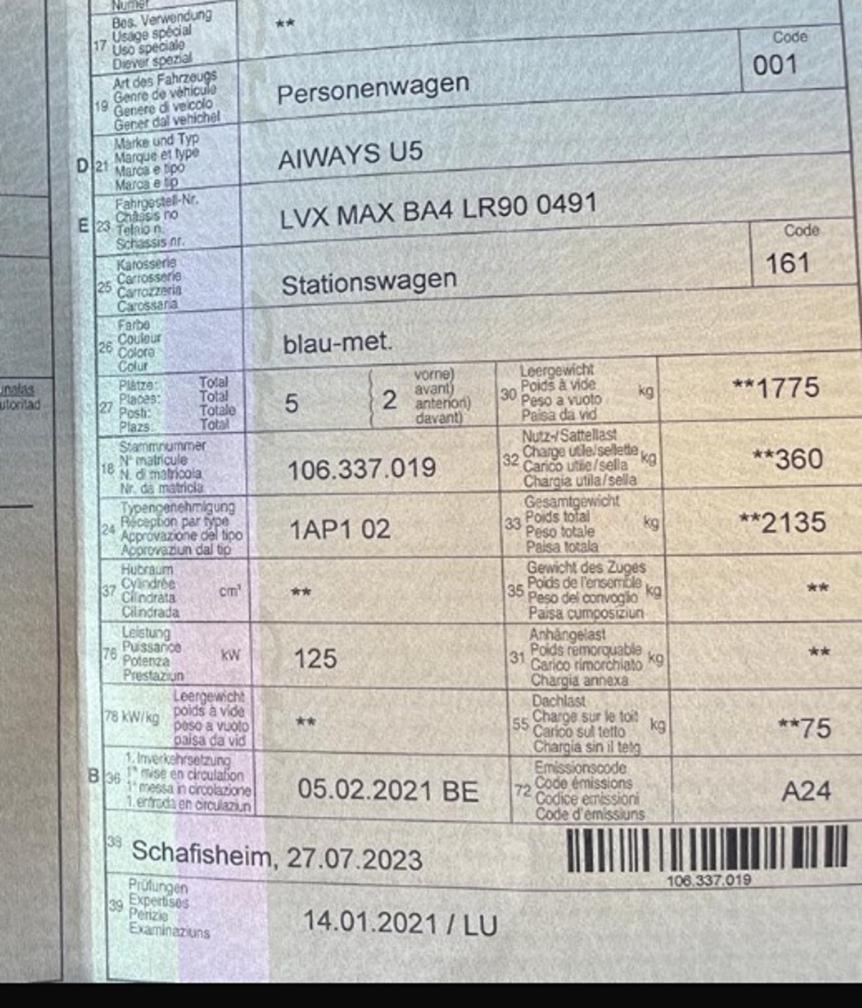 Numer
17 Bes. Verwendung
Usage spécial
Uso speciale
Diever spezial
**
19 Art des Fahrzeugs
Genre de véhicule
Genere di veicolo
Gener dal vehichel
Personenwagen
Code
001
D 21 Marke und Typ
Marque et type
Marca e tipo
Marca e tip
AIWAYS U5
E 23 Fahrgestell-Nr.
Châssis no
Telaio n.
Schassis nr.
LVX MAX BA4 LR90 0491
25 Karosserie
Carrosserie
Carrozzeria
Carossaria
Stationswagen
Code
161
26 Farbe
Couleur
Colore
Colur
blau-met.
27 Plätze: Total
Places: Total
Posti: Totale
Plazs: Total
5
2
vorne)
avant)
anteriori)
davant)
30 Leergewicht
Poids à vide kg
Peso a vuoto
Paisa da vid
**1775
18 Stammnummer
N° matricule
N. di matricola
Nr. da matricla
106.337.019
32 Nutz-/Sattellast
Charge utile/sellette kg
Carico utile/sella
Chargia utila/sella
**360
24 Typengenehmigung
Réception par type
Approvazione del tipo
Approvaziun dal tip
1AP1 02
33 Gesamtgewicht
Poids total kg
Peso totale
Paisa totala
**2135
37 Hubraum
Cylindrée
Cilindrata cm³
Cilindrada
**
35 Gewicht des Zuges
Poids de l'ensemble kg
Peso del convoglio
Paisa cumposiziun
**
76 Leistung
Puissance kW
Potenza
Prestaziun
125
31 Anhängelast
Poids remorquable kg
Carico rimorchiato
Chargia annexa
**
78 kW/kg
Leergewicht
poids à vide
peso a vuoto
paisa da vid
**
55 Dachlast
Charge sur le toit kg
Carico sul tetto
Chargia sin il tetg
**75
B 36 1. Inverkehrsetzung
1re mise en circulation
1a messa in circolazione
1. entrada en circulaziun
05.02.2021 BE
72 Emissionscode
Code émissions
Codice emissioni
Code d'emissiuns
A24
38 Schafisheim, 27.07.2023
106.337.019
39 Prüfungen
Expertises
Perizie
Examinaziuns
14.01.2021 / LU